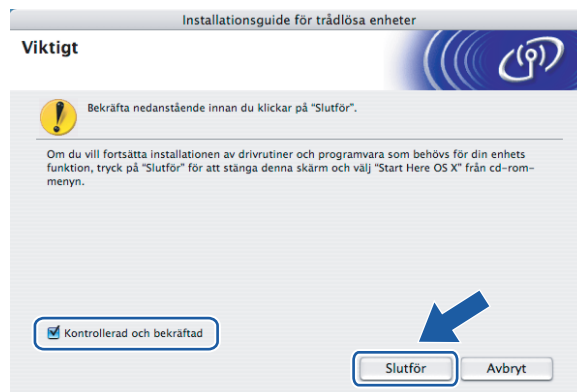 Installationsguide för trådlösa enheter
Viktigt
Bekräfta nedanstående innan du klickar på "Slutför".
Om du vill fortsätta installationen av drivrutiner och programvara som behövs för din enhets
funktion, tryck på "Slutför" för att stänga denna skärm och välj "Start Here OS X" från cd-rom-
menyn.
Kontrollerad och bekräftad
Slutför
Avbryt